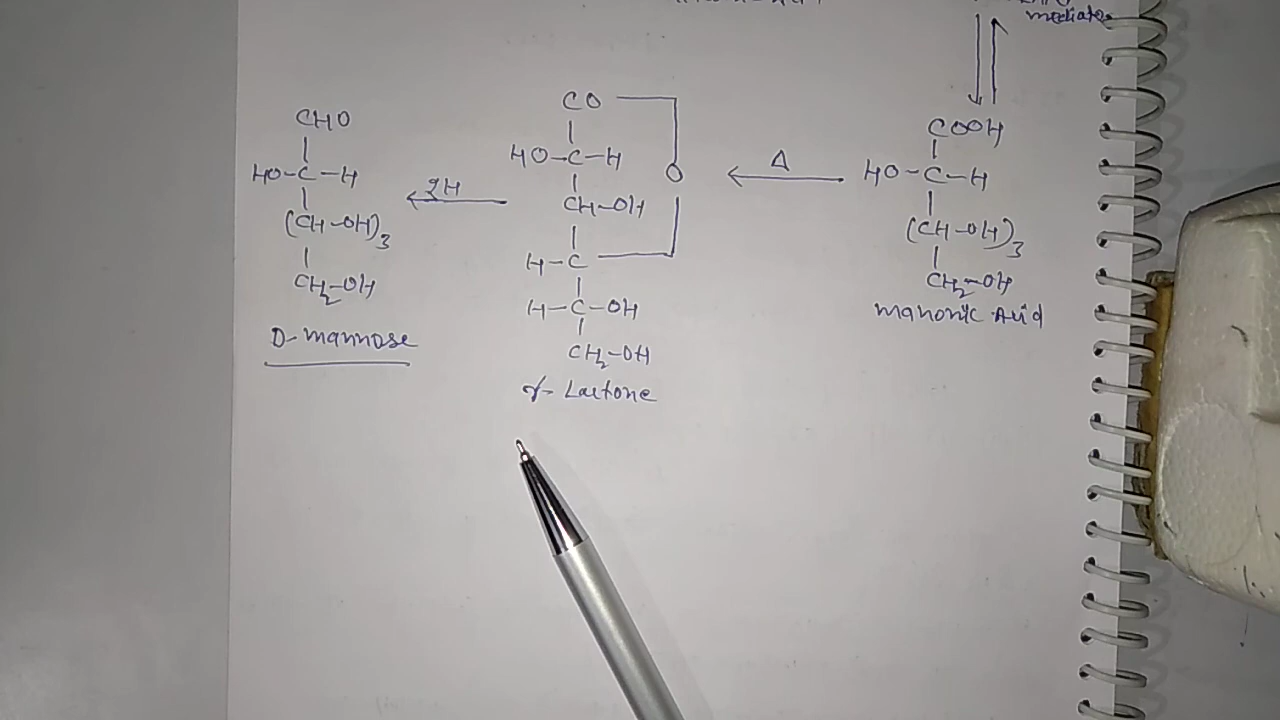 mediate
COOH
HO-C-H
(CH-OH)3
CH2-OH
Manonic Acid
Δ
CO
HO-C-H
O
CH-OH
H-C
H-C-OH
CH2-OH
γ- Lactone
2H
CHO
HO-C-H
(CH-OH)3
CH2-OH
D-mannose